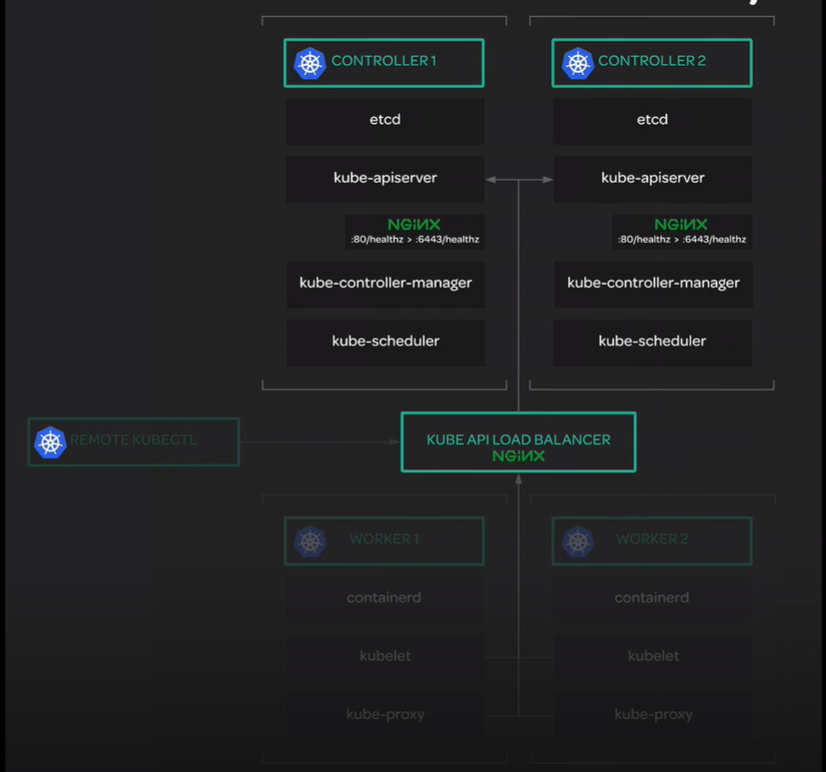 CONTROLLER 1
etcd
kube-apiserver
NGINX
:80/healthz > :6443/healthz
kube-controller-manager
kube-scheduler
CONTROLLER 2
etcd
kube-apiserver
NGINX
:80/healthz > :6443/healthz
kube-controller-manager
kube-scheduler
REMOTE KUBECTL
KUBE API LOAD BALANCER
NGINX
WORKER 1
containerd
kubelet
kube-proxy
WORKER 2
containerd
kubelet
kube-proxy